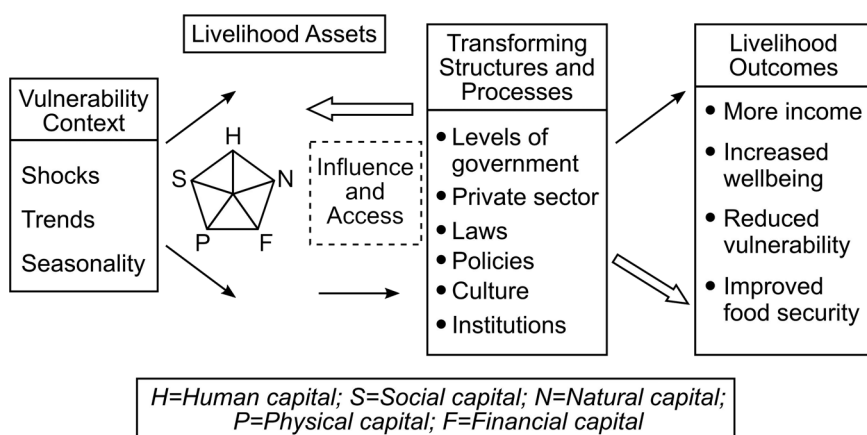 Livelihood Assets
Vulnerability
Context
Shocks
Trends
Seasonality
H
S
N
P
F
Influence
and
Access
Transforming
Structures and
Processes
• Levels of
government
• Private sector
• Laws
• Policies
• Culture
• Institutions
Livelihood
Outcomes
• More income
• Increased
wellbeing
• Reduced
vulnerability
• Improved
food security
H=Human capital; S=Social capital; N=Natural capital;
P=Physical capital; F=Financial capital